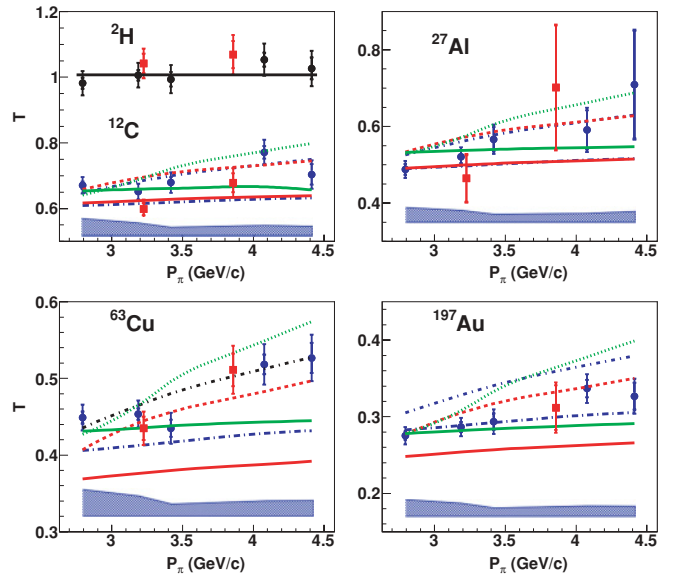 1.2
²H
1
T
¹²C
0.8
0.6
3 3.5 4 4.5
P_π (GeV/c)
²⁷Al
0.8
0.6
0.4
3 3.5 4 4.5
P_π (GeV/c)
0.6
⁶³Cu
T
0.5
0.4
0.3
3 3.5 4 4.5
P_π (GeV/c)
¹⁹⁷Au
0.4
0.3
0.2
3 3.5 4 4.5
P_π (GeV/c)